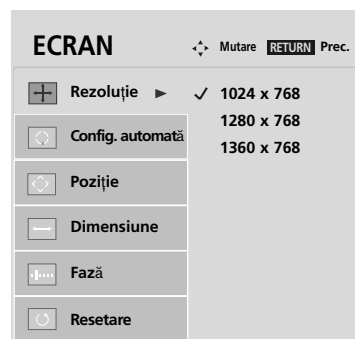 ECRAN
Mutare RETURN Prec.
Rezoluție
1024 x 768
1280 x 768
1360 x 768
Config. automată
Poziție
Dimensiune
Fază
Resetare